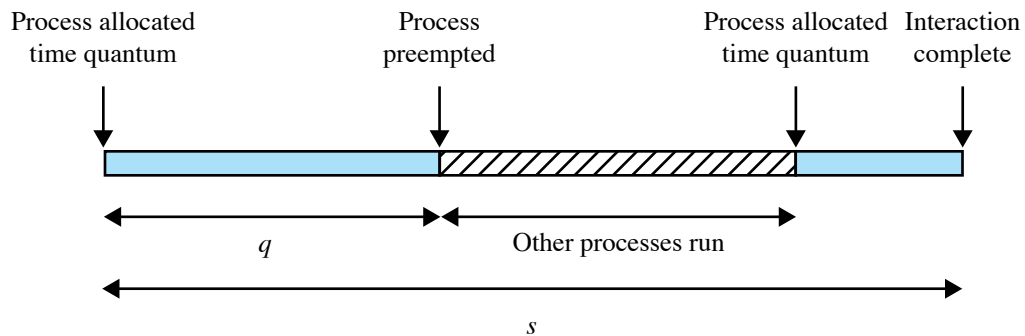 Process allocated
time quantum
Process
preempted
Process allocated
time quantum
Interaction
complete
q
Other processes run
s